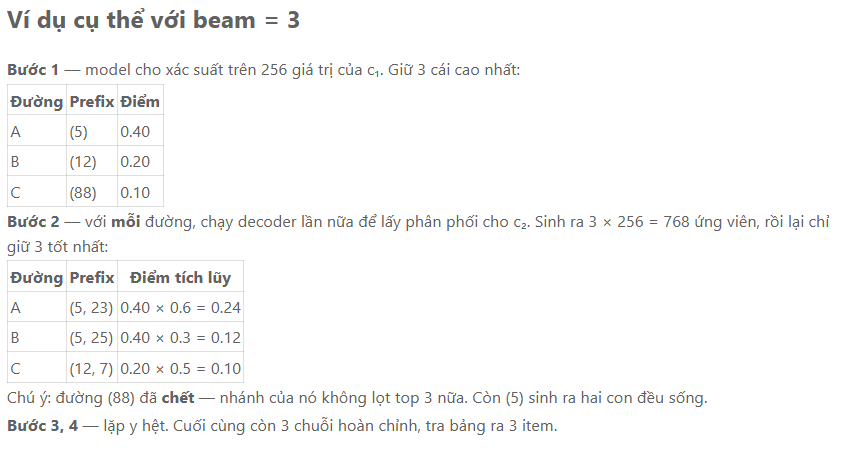 Ví dụ cụ thể với beam = 3
Bước 1 — model cho xác suất trên 256 giá trị của c₁. Giữ 3 cái cao nhất:
Đường Prefix Điểm
A (5) 0.40
B (12) 0.20
C (88) 0.10
Bước 2 — với mỗi đường, chạy decoder lần nữa để lấy phân phối cho c₂. Sinh ra 3 × 256 = 768 ứng viên, rồi lại chỉ
giữ 3 tốt nhất:
Đường Prefix Điểm tích lũy
A (5, 23) 0.40 × 0.6 = 0.24
B (5, 25) 0.40 × 0.3 = 0.12
C (12, 7) 0.20 × 0.5 = 0.10
Chú ý: đường (88) đã chết — nhánh của nó không lọt top 3 nữa. Còn (5) sinh ra hai con đều sống.
Bước 3, 4 — lặp y hệt. Cuối cùng còn 3 chuỗi hoàn chỉnh, tra bảng ra 3 item.